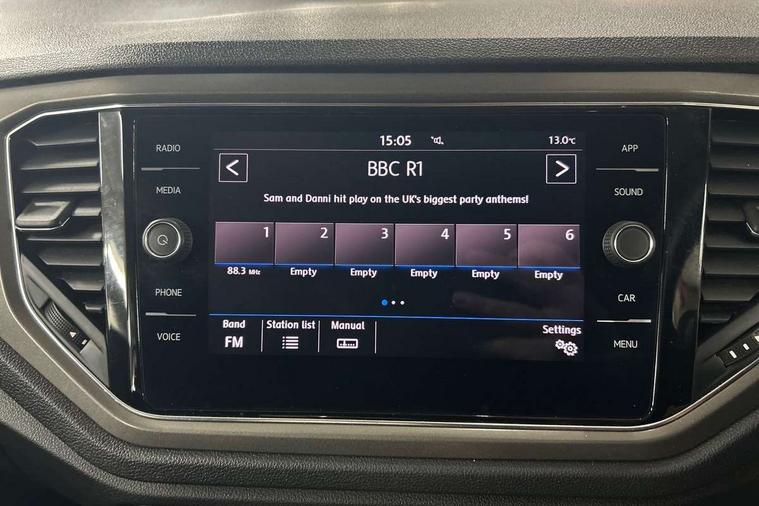 RADIO
MEDIA
PHONE
VOICE
15:05
13.0°C
BBC R1
Sam and Danni hit play on the UK's biggest party anthems!
1 2 3 4 5 6
88.3 MHz Empty Empty Empty Empty Empty
Band Station list Manual Settings
FM
APP
SOUND
CAR
MENU